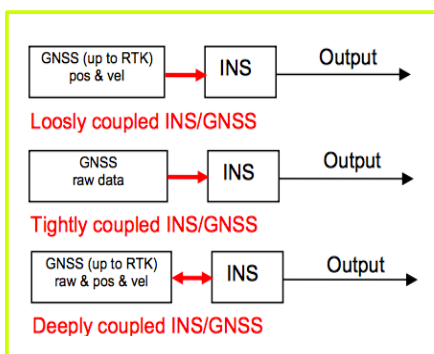 GNSS (up to RTK)
pos & vel
INS
Output
Loosly coupled INS/GNSS
GNSS
raw data
INS
Output
Tightly coupled INS/GNSS
GNSS (up to RTK)
raw & pos & vel
INS
Output
Deeply coupled INS/GNSS